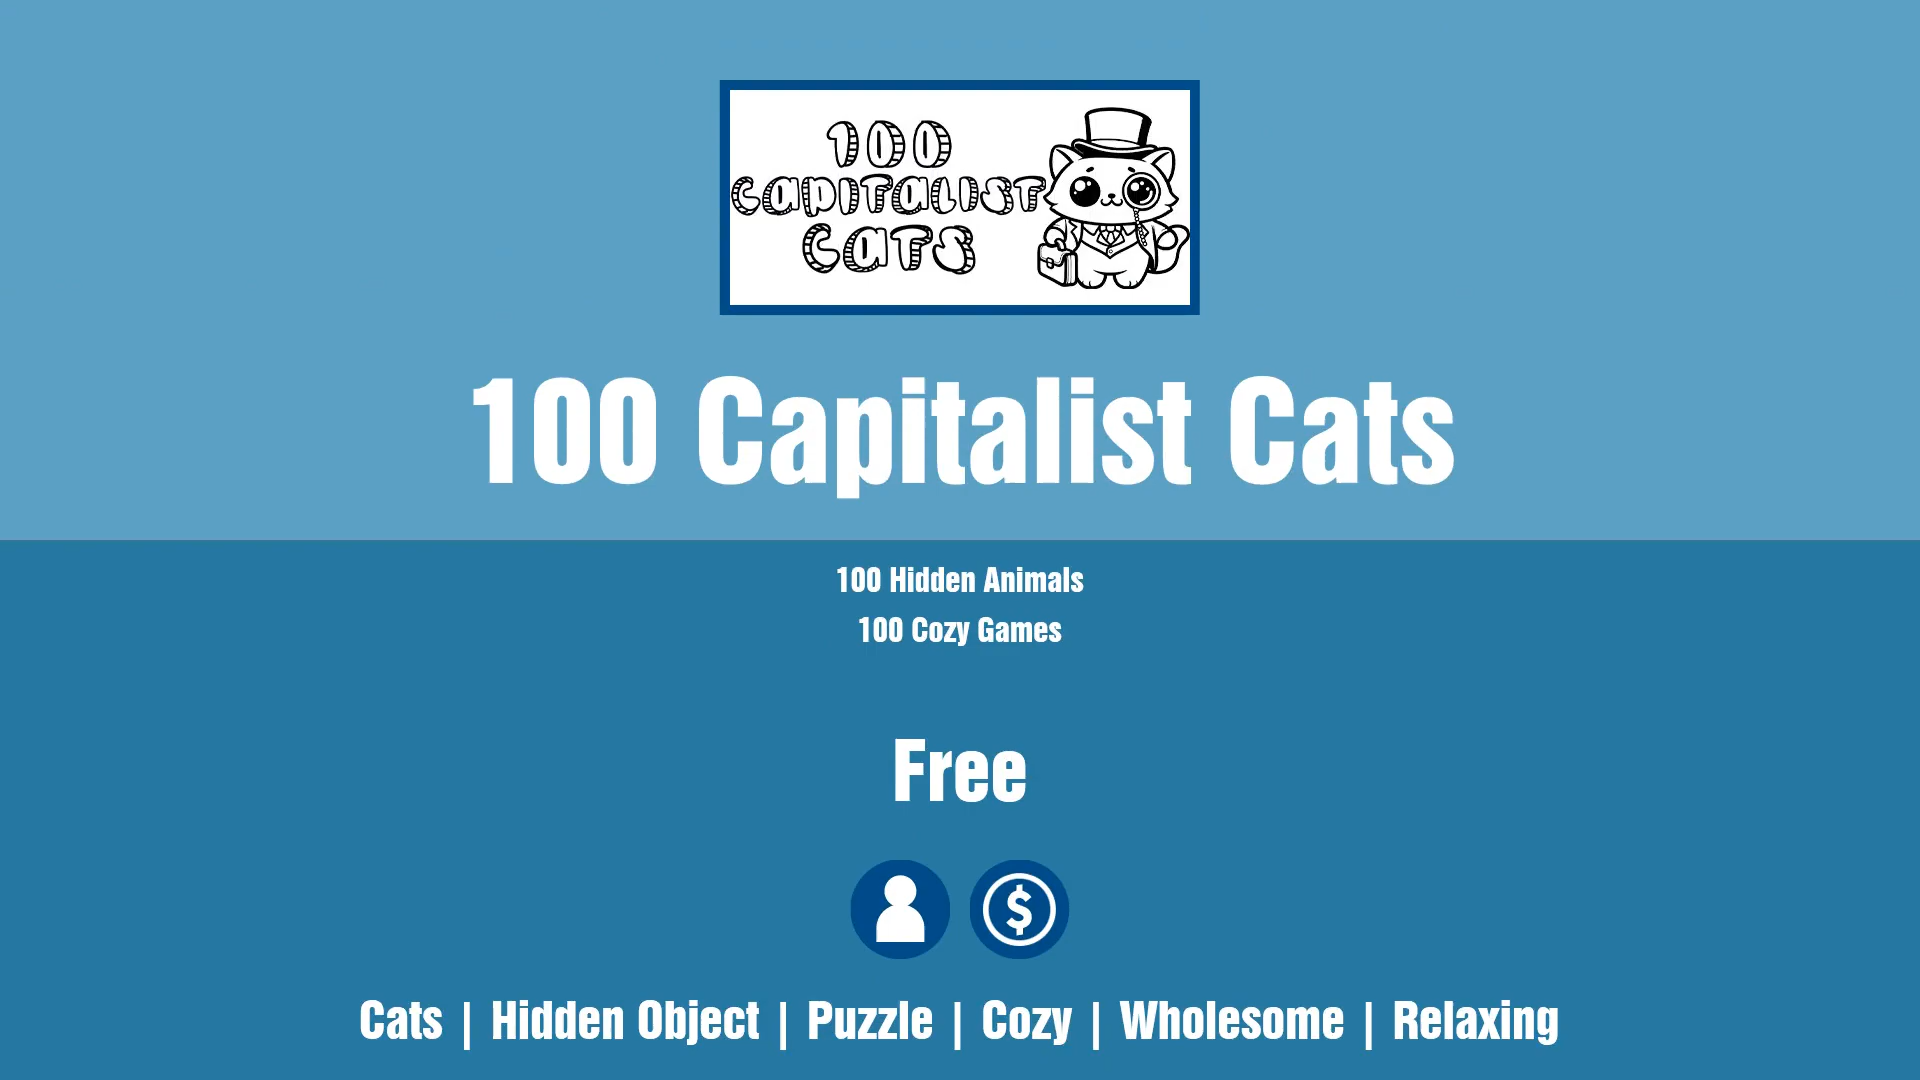 100
CAPITALIST
CATS
100 Capitalist Cats
100 Hidden Animals
100 Cozy Games
Free
$
Cats | Hidden Object | Puzzle | Cozy | Wholesome | Relaxing